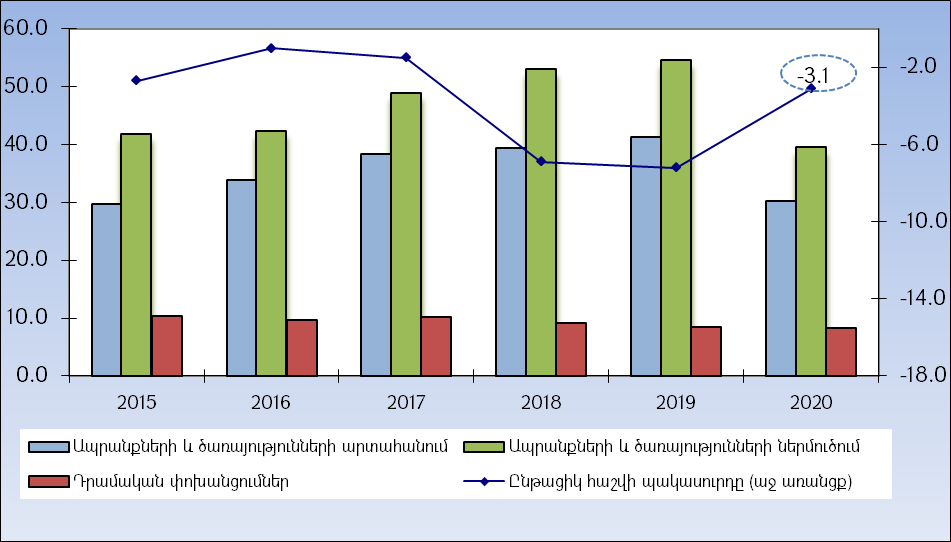 60.0
50.0
40.0
30.0
20.0
10.0
0.0
-2.0
-6.0
-10.0
-14.0
-18.0
-3.1
2015 2016 2017 2018 2019 2020
Ապրանքների և ծառայությունների արտահանում
Ապրանքների և ծառայությունների ներմուծում
Դրամական փոխանցումներ
Ընթացիկ հաշվի պակասուրդը (աջ առանցք)